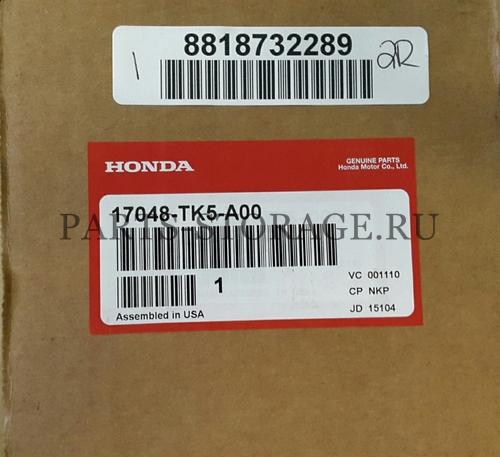 8818732289
1
2R
HONDA
GENUINE PARTS
Honda Motor Co., Ltd.
17048-TK5-A00
PARTS-STORAGE.RU
1
VC 001110
CP NKP
JD 15104
Assembled in USA